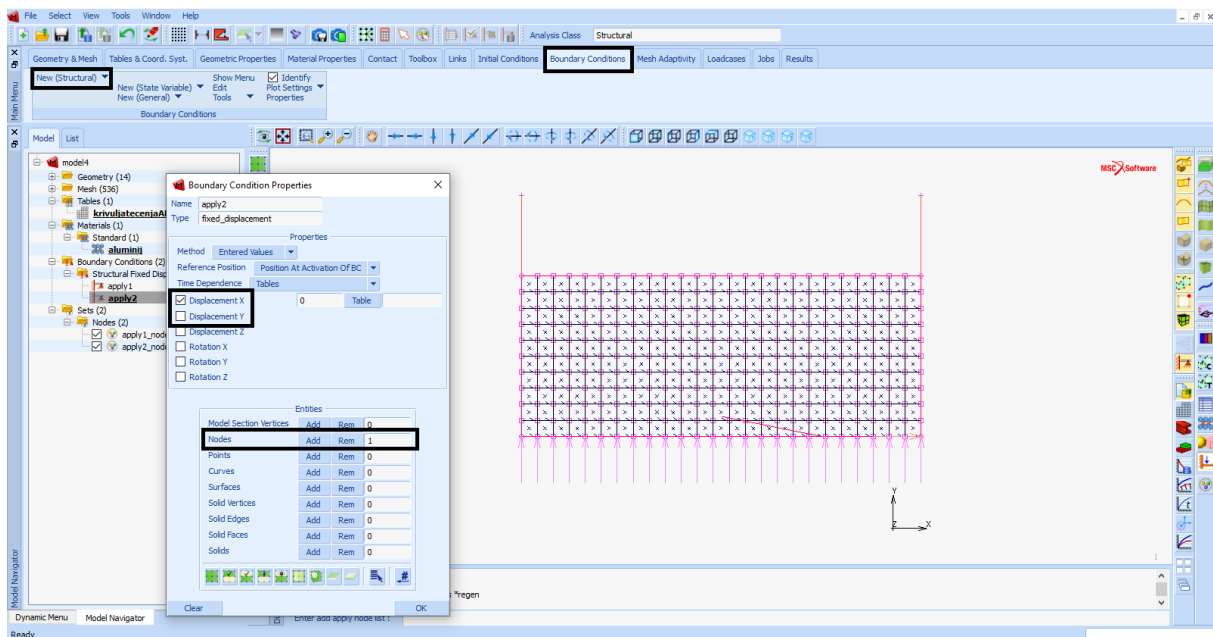 File Select View Tools Window Help
Analysis Class Structural
Geometry & Mesh Tables & Coord. Syst. Geometric Properties Material Properties Contact Toolbox Links Initial Conditions Boundary Conditions Mesh Adaptivity Loadcases Jobs Results
New (Structural) Show Menu Identify
New (State Variable) Edit Plot Settings
New (General) Tools Properties
Boundary Conditions
Main Menu
Model List
model4
Geometry (14)
Mesh (536)
Tables (1)
krivuljatecenjaAl
Materials (1)
Standard (1)
aluminij
Boundary Conditions (2)
Structural Fixed Disp
apply1
apply2
Sets (2)
Nodes (2)
apply1_node
apply2_node
Boundary Condition Properties
Name apply2
Type fixed_displacement
Properties
Method Entered Values
Reference Position Position At Activation Of BC
Time Dependence Tables
Displacement X 0 Table
Displacement Y
Displacement Z
Rotation X
Rotation Y
Rotation Z
Entities
Model Section Vertices Add Rem 0
Nodes Add Rem 1
Points Add Rem 0
Curves Add Rem 0
Surfaces Add Rem 0
Solid Vertices Add Rem 0
Solid Edges Add Rem 0
Solid Faces Add Rem 0
Solids Add Rem 0
Clear OK
MSC Software
Y
Z X
1
Model Navigator
*regen
Enter add apply node list :
Dynamic Menu Model Navigator
Ready